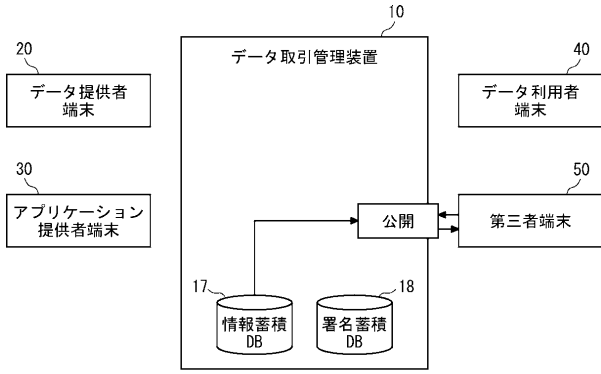 10
データ取引管理装置
20
データ提供者
端末
40
データ利用者
端末
30
アプリケーション
提供者端末
50
第三者端末
公開
17
情報蓄積
DB
18
署名蓄積
DB